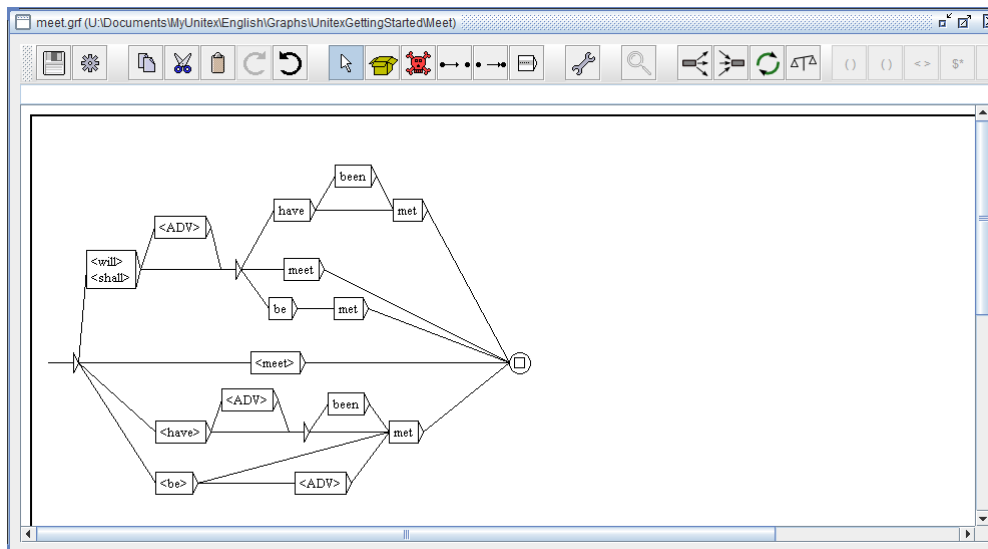 meet.grf (U:\Documents\MyUnitex\English\Graphs\UnitexGettingStarted\Meet)
( ) ( ) < > $*
been
have
met
<ADV>
<will>
<shall>
meet
be
met
<meet>
<ADV>
been
<have>
met
<be>
<ADV>